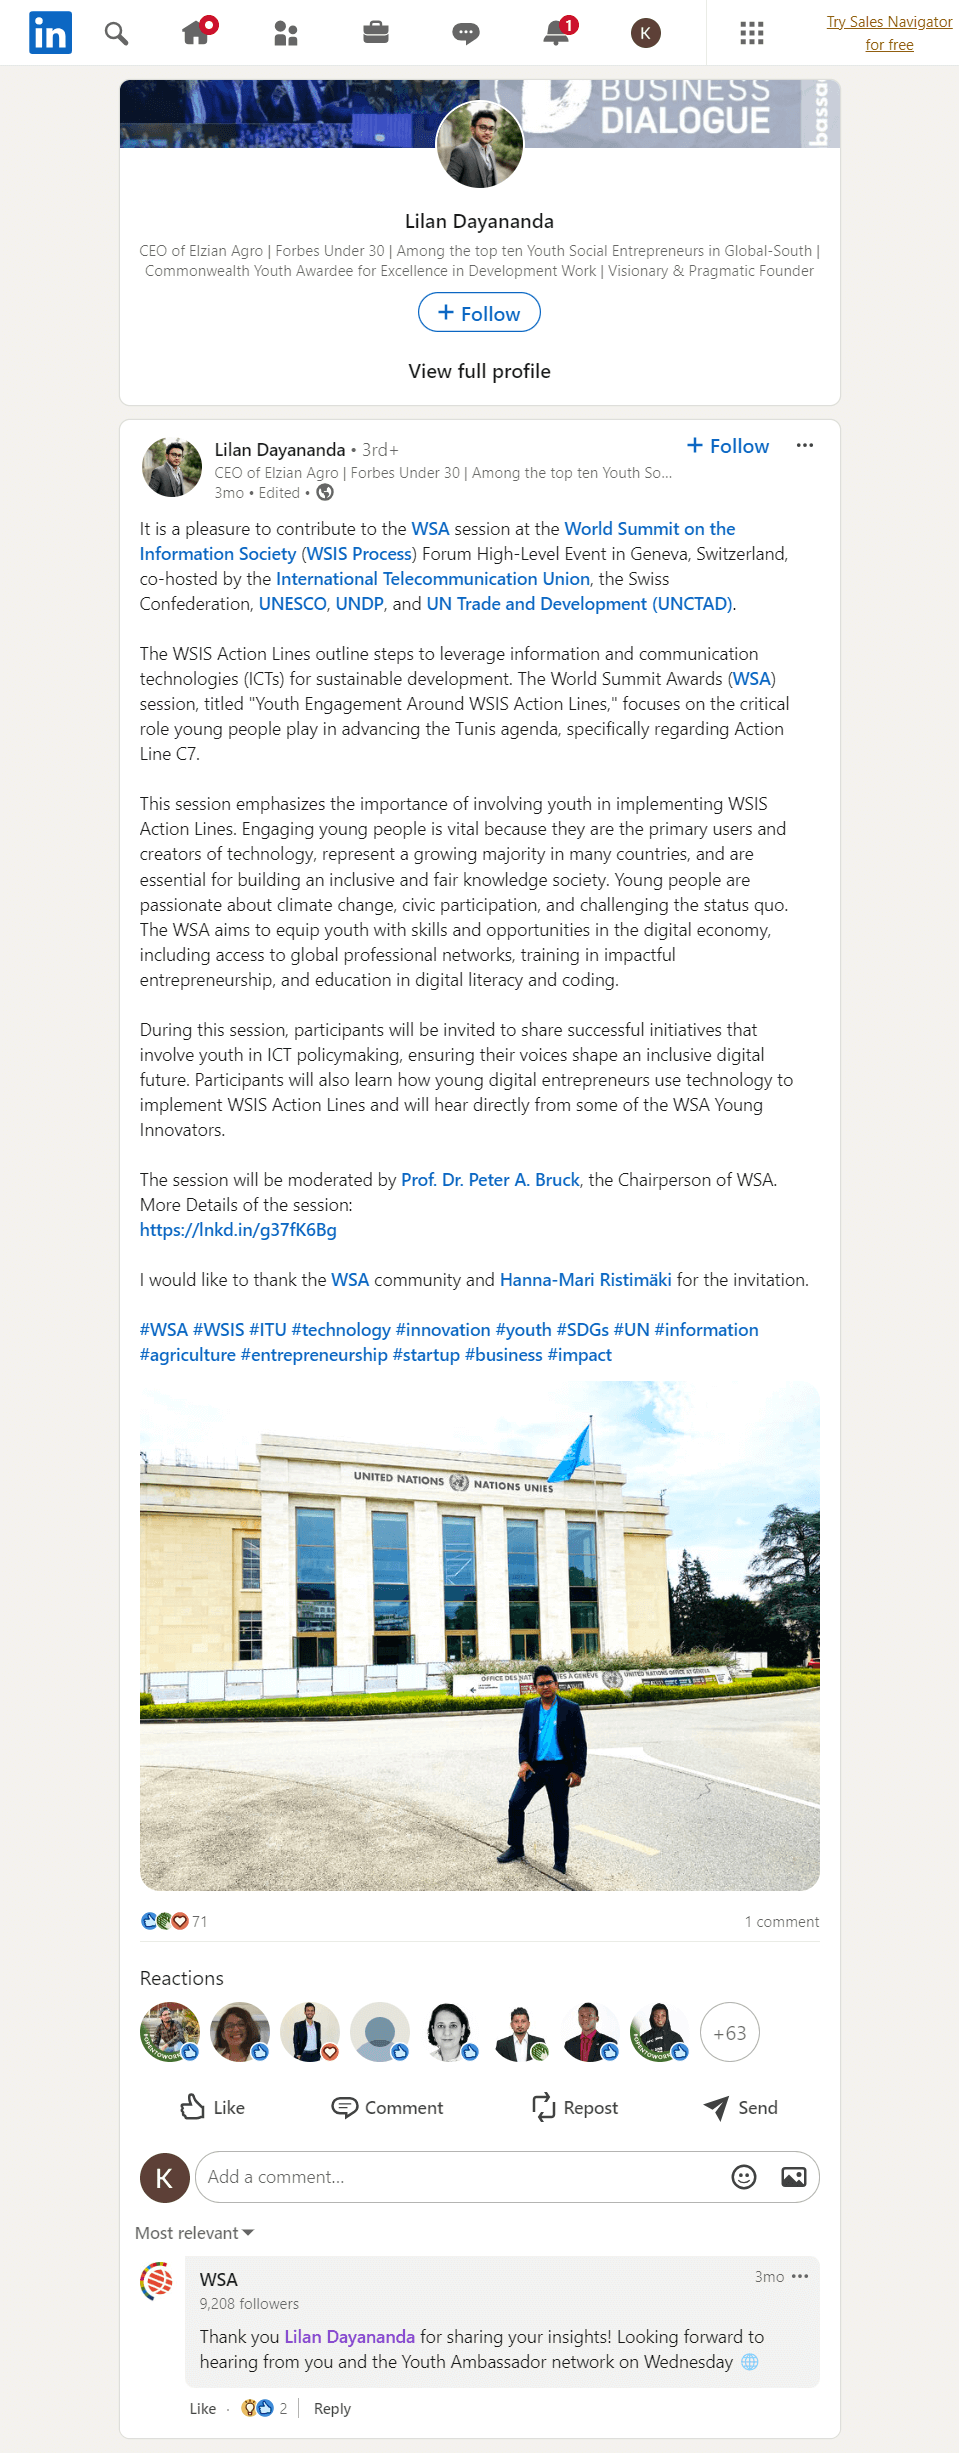 in
1
K
Try Sales Navigator
for free
BUSINESS
DIALOGUE
bassa
Lilan Dayananda
CEO of Elzian Agro | Forbes Under 30 | Among the top ten Youth Social Entrepreneurs in Global-South |
Commonwealth Youth Awardee for Excellence in Development Work | Visionary & Pragmatic Founder
+ Follow
View full profile
Lilan Dayananda • 3rd+
+ Follow
CEO of Elzian Agro | Forbes Under 30 | Among the top ten Youth So...
3mo • Edited •
It is a pleasure to contribute to the WSA session at the World Summit on the
Information Society (WSIS Process) Forum High-Level Event in Geneva, Switzerland,
co-hosted by the International Telecommunication Union, the Swiss
Confederation, UNESCO, UNDP, and UN Trade and Development (UNCTAD).
The WSIS Action Lines outline steps to leverage information and communication
technologies (ICTs) for sustainable development. The World Summit Awards (WSA)
session, titled "Youth Engagement Around WSIS Action Lines," focuses on the critical
role young people play in advancing the Tunis agenda, specifically regarding Action
Line C7.
This session emphasizes the importance of involving youth in implementing WSIS
Action Lines. Engaging young people is vital because they are the primary users and
creators of technology, represent a growing majority in many countries, and are
essential for building an inclusive and fair knowledge society. Young people are
passionate about climate change, civic participation, and challenging the status quo.
The WSA aims to equip youth with skills and opportunities in the digital economy,
including access to global professional networks, training in impactful
entrepreneurship, and education in digital literacy and coding.
During this session, participants will be invited to share successful initiatives that
involve youth in ICT policymaking, ensuring their voices shape an inclusive digital
future. Participants will also learn how young digital entrepreneurs use technology to
implement WSIS Action Lines and will hear directly from some of the WSA Young
Innovators.
The session will be moderated by Prof. Dr. Peter A. Bruck, the Chairperson of WSA.
More Details of the session:
https://lnkd.in/g37fK6Bg
I would like to thank the WSA community and Hanna-Mari Ristimäki for the invitation.
#WSA #WSIS #ITU #technology #innovation #youth #SDGs #UN #information
#agriculture #entrepreneurship #startup #business #impact
UNITED NATIONS NATIONS UNIES
OFFICE DES NATIONS UNIES À GENÈVE UNITED NATIONS OFFICE AT GENEVA
71
1 comment
Reactions
#OPENTOWORK
#OPENTOWORK
+63
Like
Comment
Repost
Send
K
Add a comment...
Most relevant
WSA
3mo
9,208 followers
Thank you Lilan Dayananda for sharing your insights! Looking forward to
hearing from you and the Youth Ambassador network on Wednesday
Like · 2 Reply